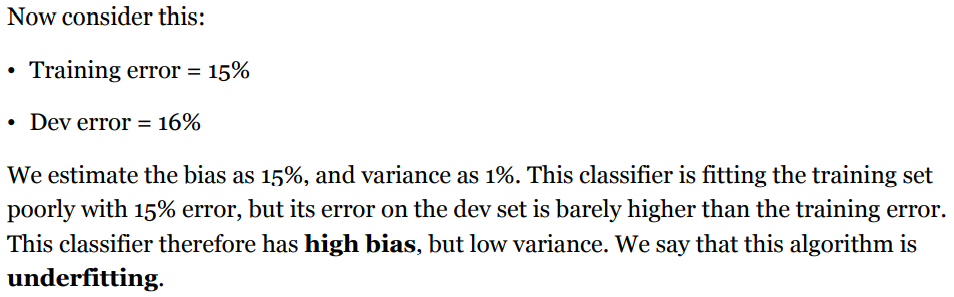 Now consider this:
• Training error = 15%
• Dev error = 16%
We estimate the bias as 15%, and variance as 1%. This classifier is fitting the training set
poorly with 15% error, but its error on the dev set is barely higher than the training error.
This classifier therefore has high bias, but low variance. We say that this algorithm is
underfitting.